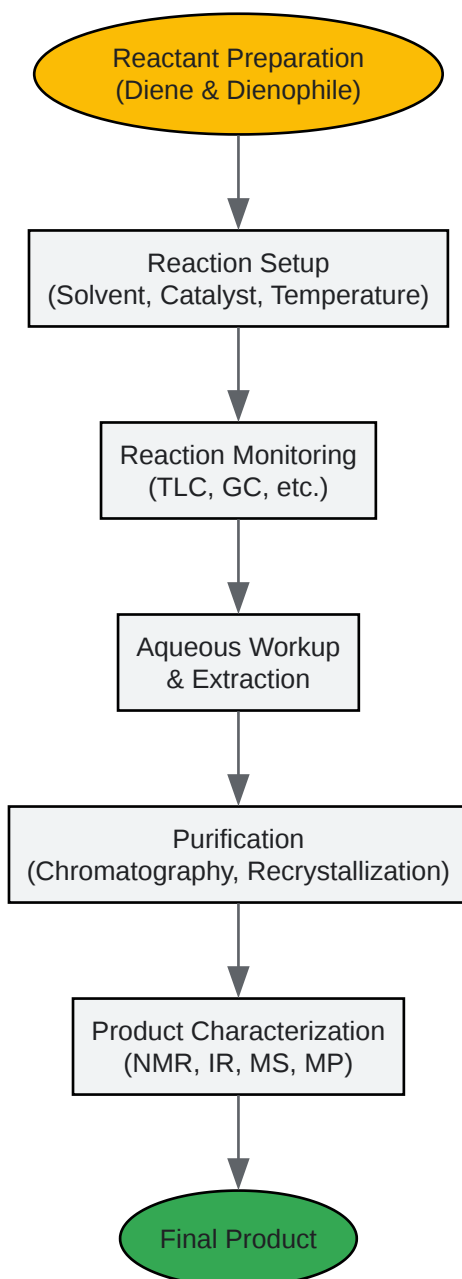 Reactant Preparation
(Diene & Dienophile)
Reaction Setup
(Solvent, Catalyst, Temperature)
Reaction Monitoring
(TLC, GC, etc.)
Aqueous Workup
& Extraction
Purification
(Chromatography, Recrystallization)
Product Characterization
(NMR, IR, MS, MP)
Final Product